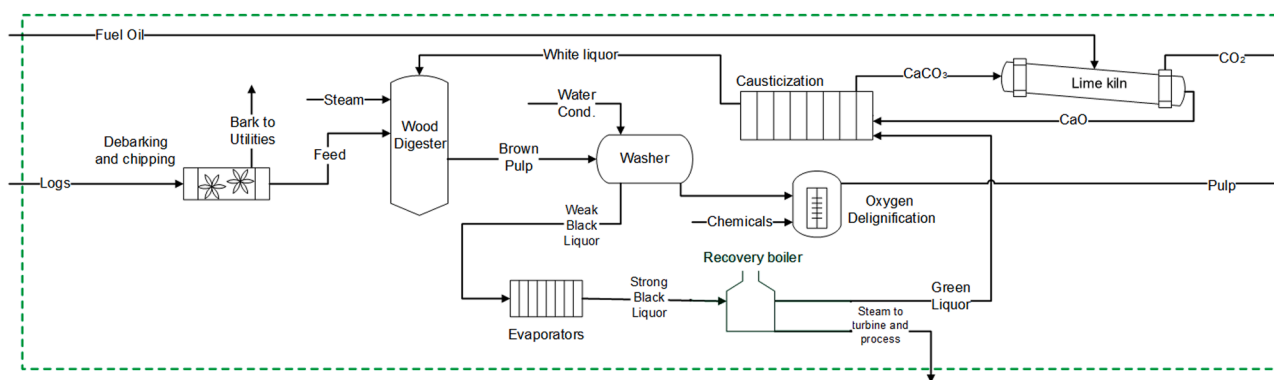 Fuel Oil
CO₂
White liquor
Causticization
CaCO₃
Lime kiln
Steam
Water
Cond.
Bark to
Utilities
Wood
Digester
CaO
Debarking
and chipping
Feed
Brown
Pulp
Washer
Logs
Pulp
Oxygen
Delignification
Weak
Black
Liquor
Chemicals
Recovery boiler
Strong
Black
Liquor
Green
Liquor
Steam to
turbine and
process
Evaporators